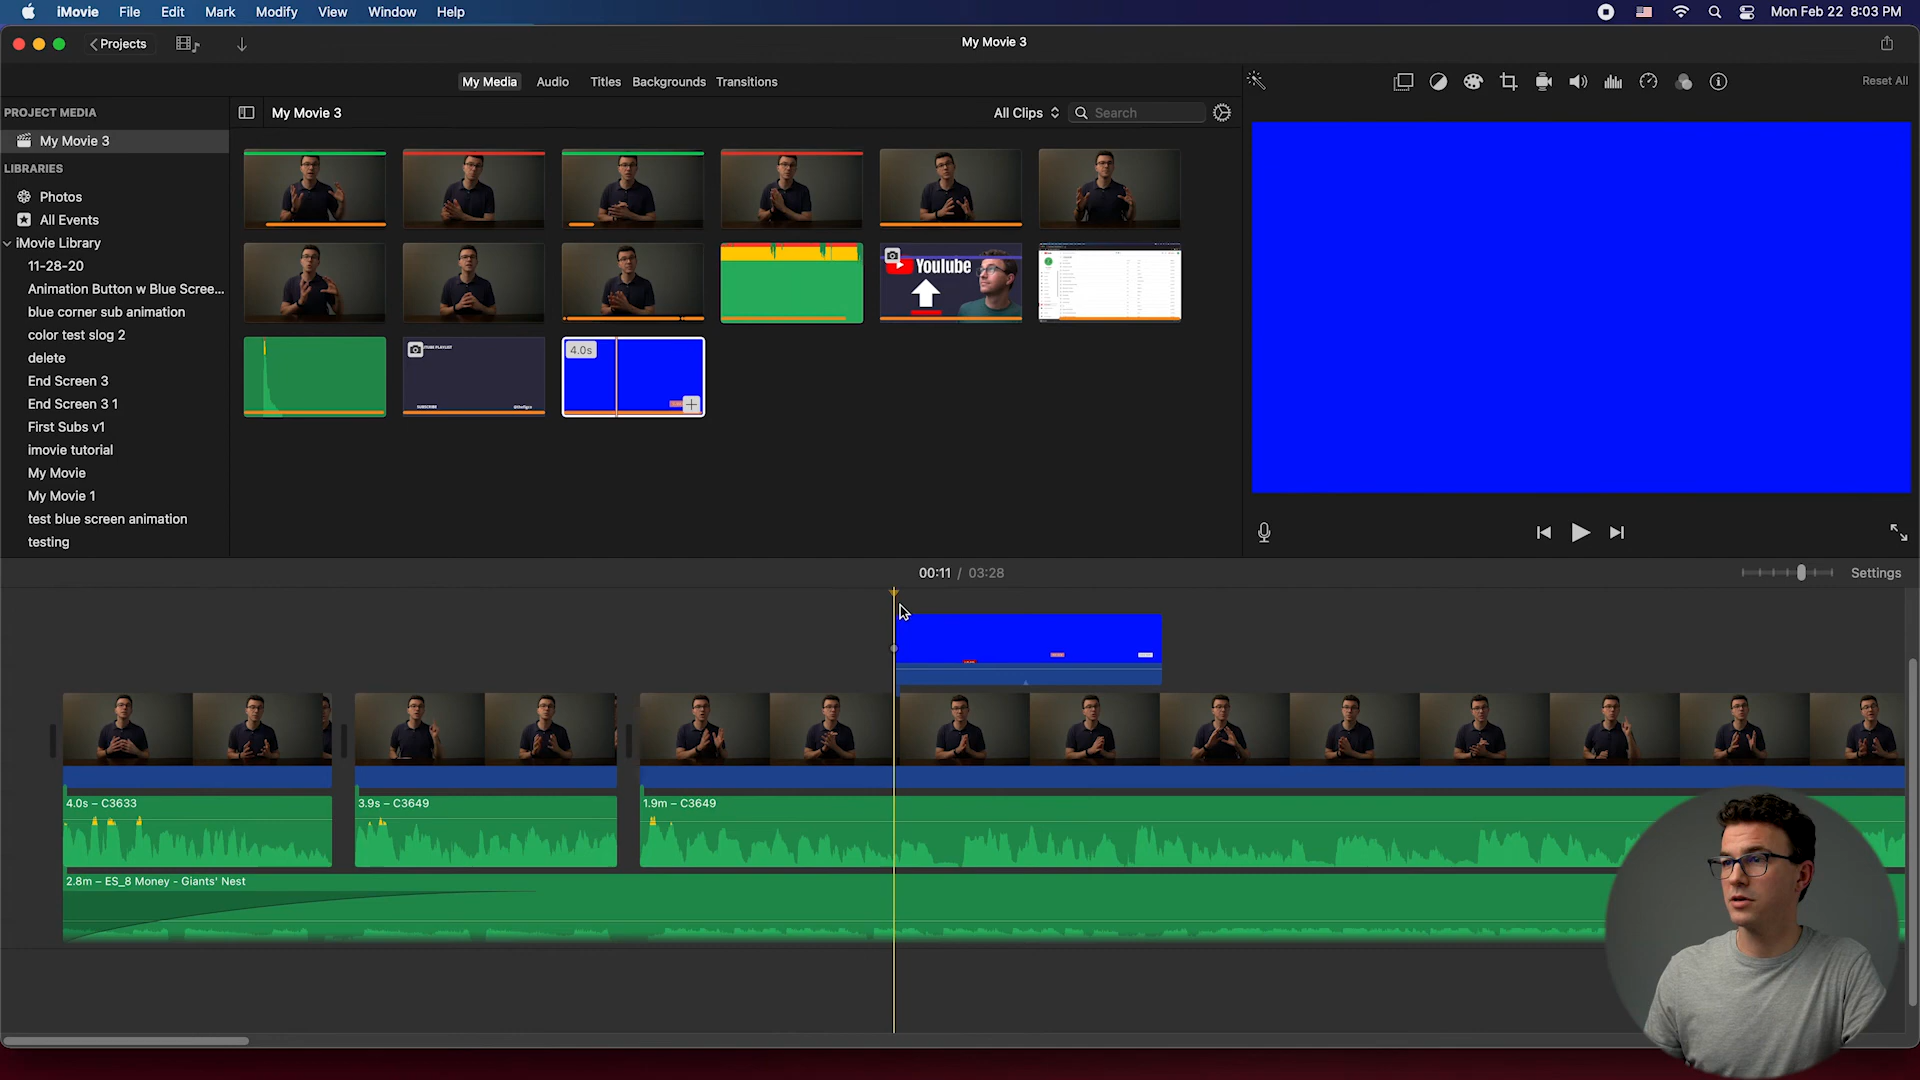 iMovie File Edit Mark Modify View Window Help
Mon Feb 22 8:03 PM
Projects
My Movie 3
My Media Audio Titles Backgrounds Transitions
Reset All
PROJECT MEDIA
My Movie 3
All Clips
Search
My Movie 3
LIBRARIES
Photos
All Events
iMovie Library
11-28-20
Animation Button w Blue Scree...
blue corner sub animation
color test slog 2
delete
End Screen 3
End Screen 3 1
First Subs v1
imovie tutorial
My Movie
My Movie 1
test blue screen animation
testing
YouTube
4.0s
SUBSCRIBE
00:11 / 03:28
Settings
4.0s – C3633
3.9s – C3649
1.9m – C3649
2.8m – ES_8 Money - Giants' Nest